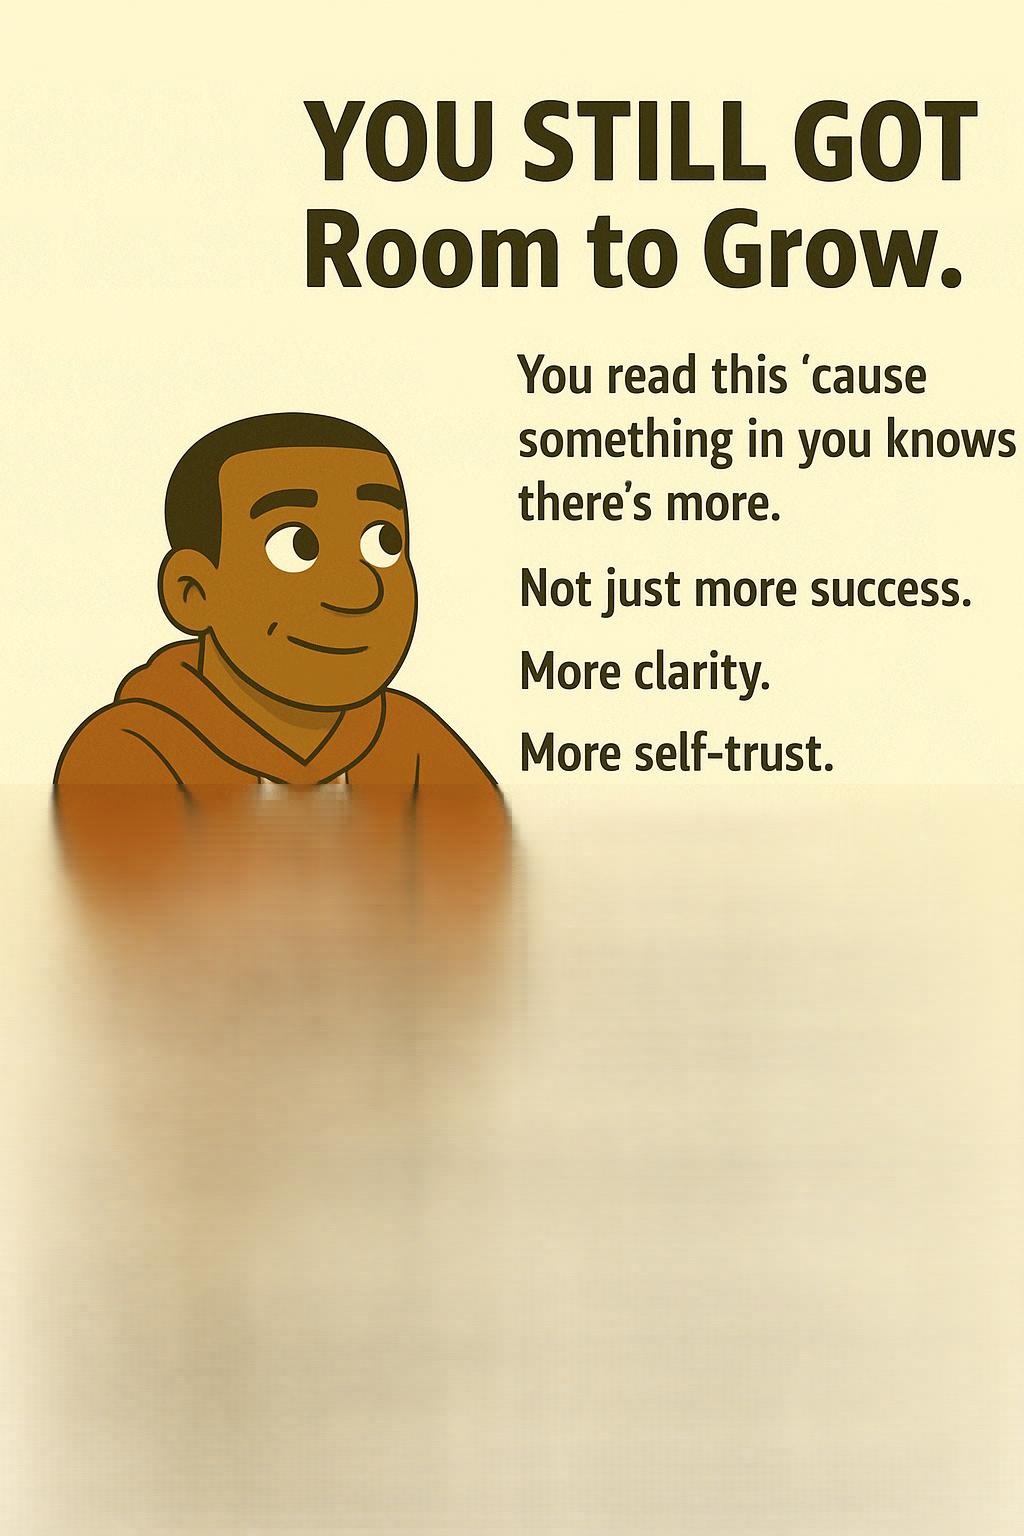 YOU STILL GOT
Room to Grow.
You read this ‘cause
something in you knows
there’s more.
Not just more success.
More clarity.
More self-trust.